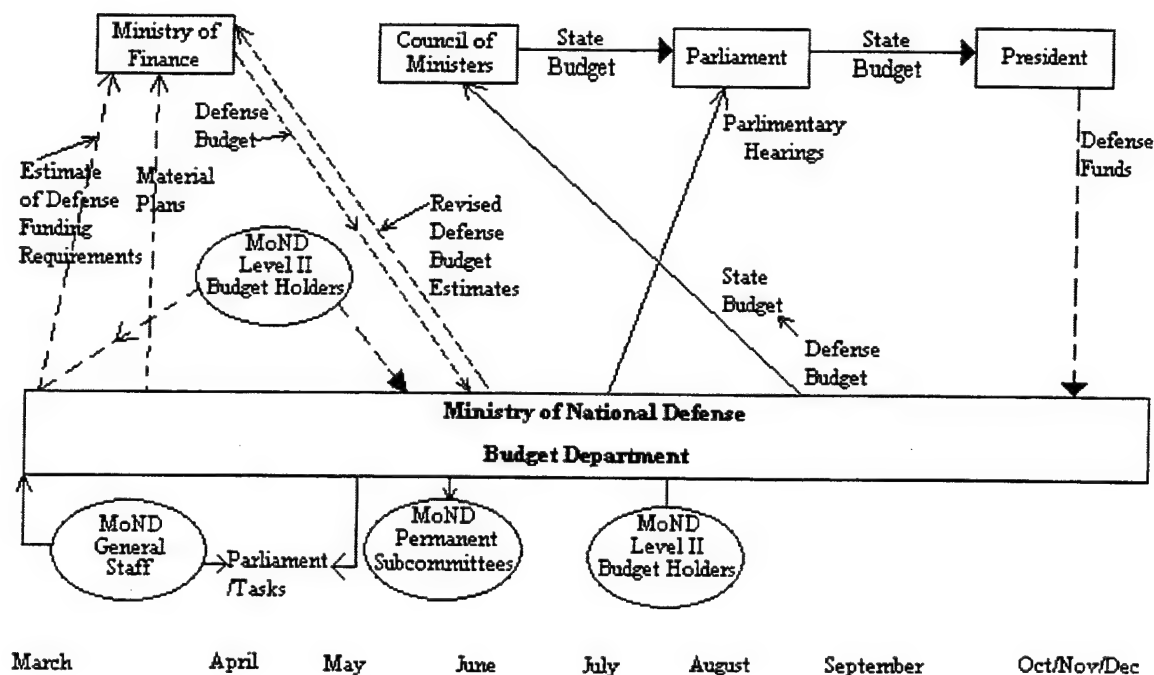 Ministry of
Finance
Council of
Ministers
State
Budget
Parliament
State
Budget
President
Defense
Budget
Parlimentary
Hearings
Defense
Funds
Estimate
of Defense
Funding
Requirements
Material
Plans
MoND
Level II
Budget Holders
Revised
Defense
Budget
Estimates
State
Budget
Defense
Budget
Ministry of National Defense
Budget Department
MoND
General
Staff
Parliament
/Tasks
MoND
Permanent
Subcommittees
MoND
Level II
Budget Holders
March April May June July August September Oct/Nov/Dec